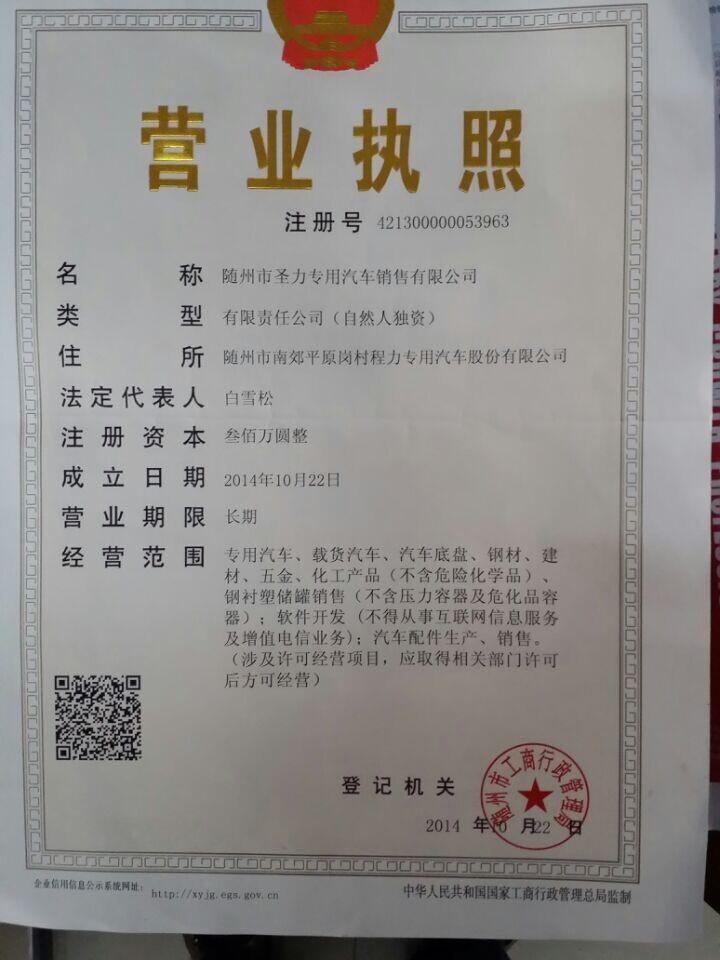 营业执照
注册号 421300000053963
名称 随州市圣力专用汽车销售有限公司
类型 有限责任公司（自然人独资）
住所 随州市南郊平原岗村程力专用汽车股份有限公司
法定代表人 白雪松
注册资本 叁佰万圆整
成立日期 2014年10月22日
营业期限 长期
经营范围 专用汽车、载货汽车、汽车底盘、钢材、建
材、五金、化工产品（不含危险化学品）、
钢衬塑储罐销售（不含压力容器及危化品容
器）；软件开发（不得从事互联网信息服务
及增值电信业务）；汽车配件生产、销售。
（涉及许可经营项目，应取得相关部门许可
后方可经营）
登记机关
随州市工商行政管理局
2014 年10 月22 日
企业信用信息公示系统网址： http://xyjg.egs.gov.cn
中华人民共和国国家工商行政管理总局监制